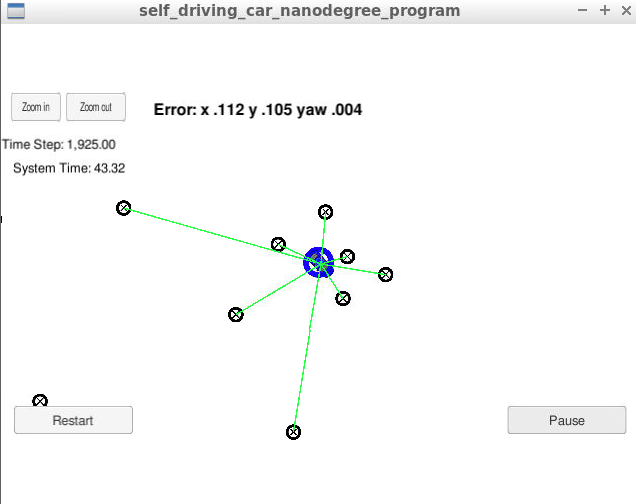 self_driving_car_nanodegree_program
Zoom in Zoom out Error: x .112 y .105 yaw .004
Time Step: 1,925.00
System Time: 43.32
Restart Pause